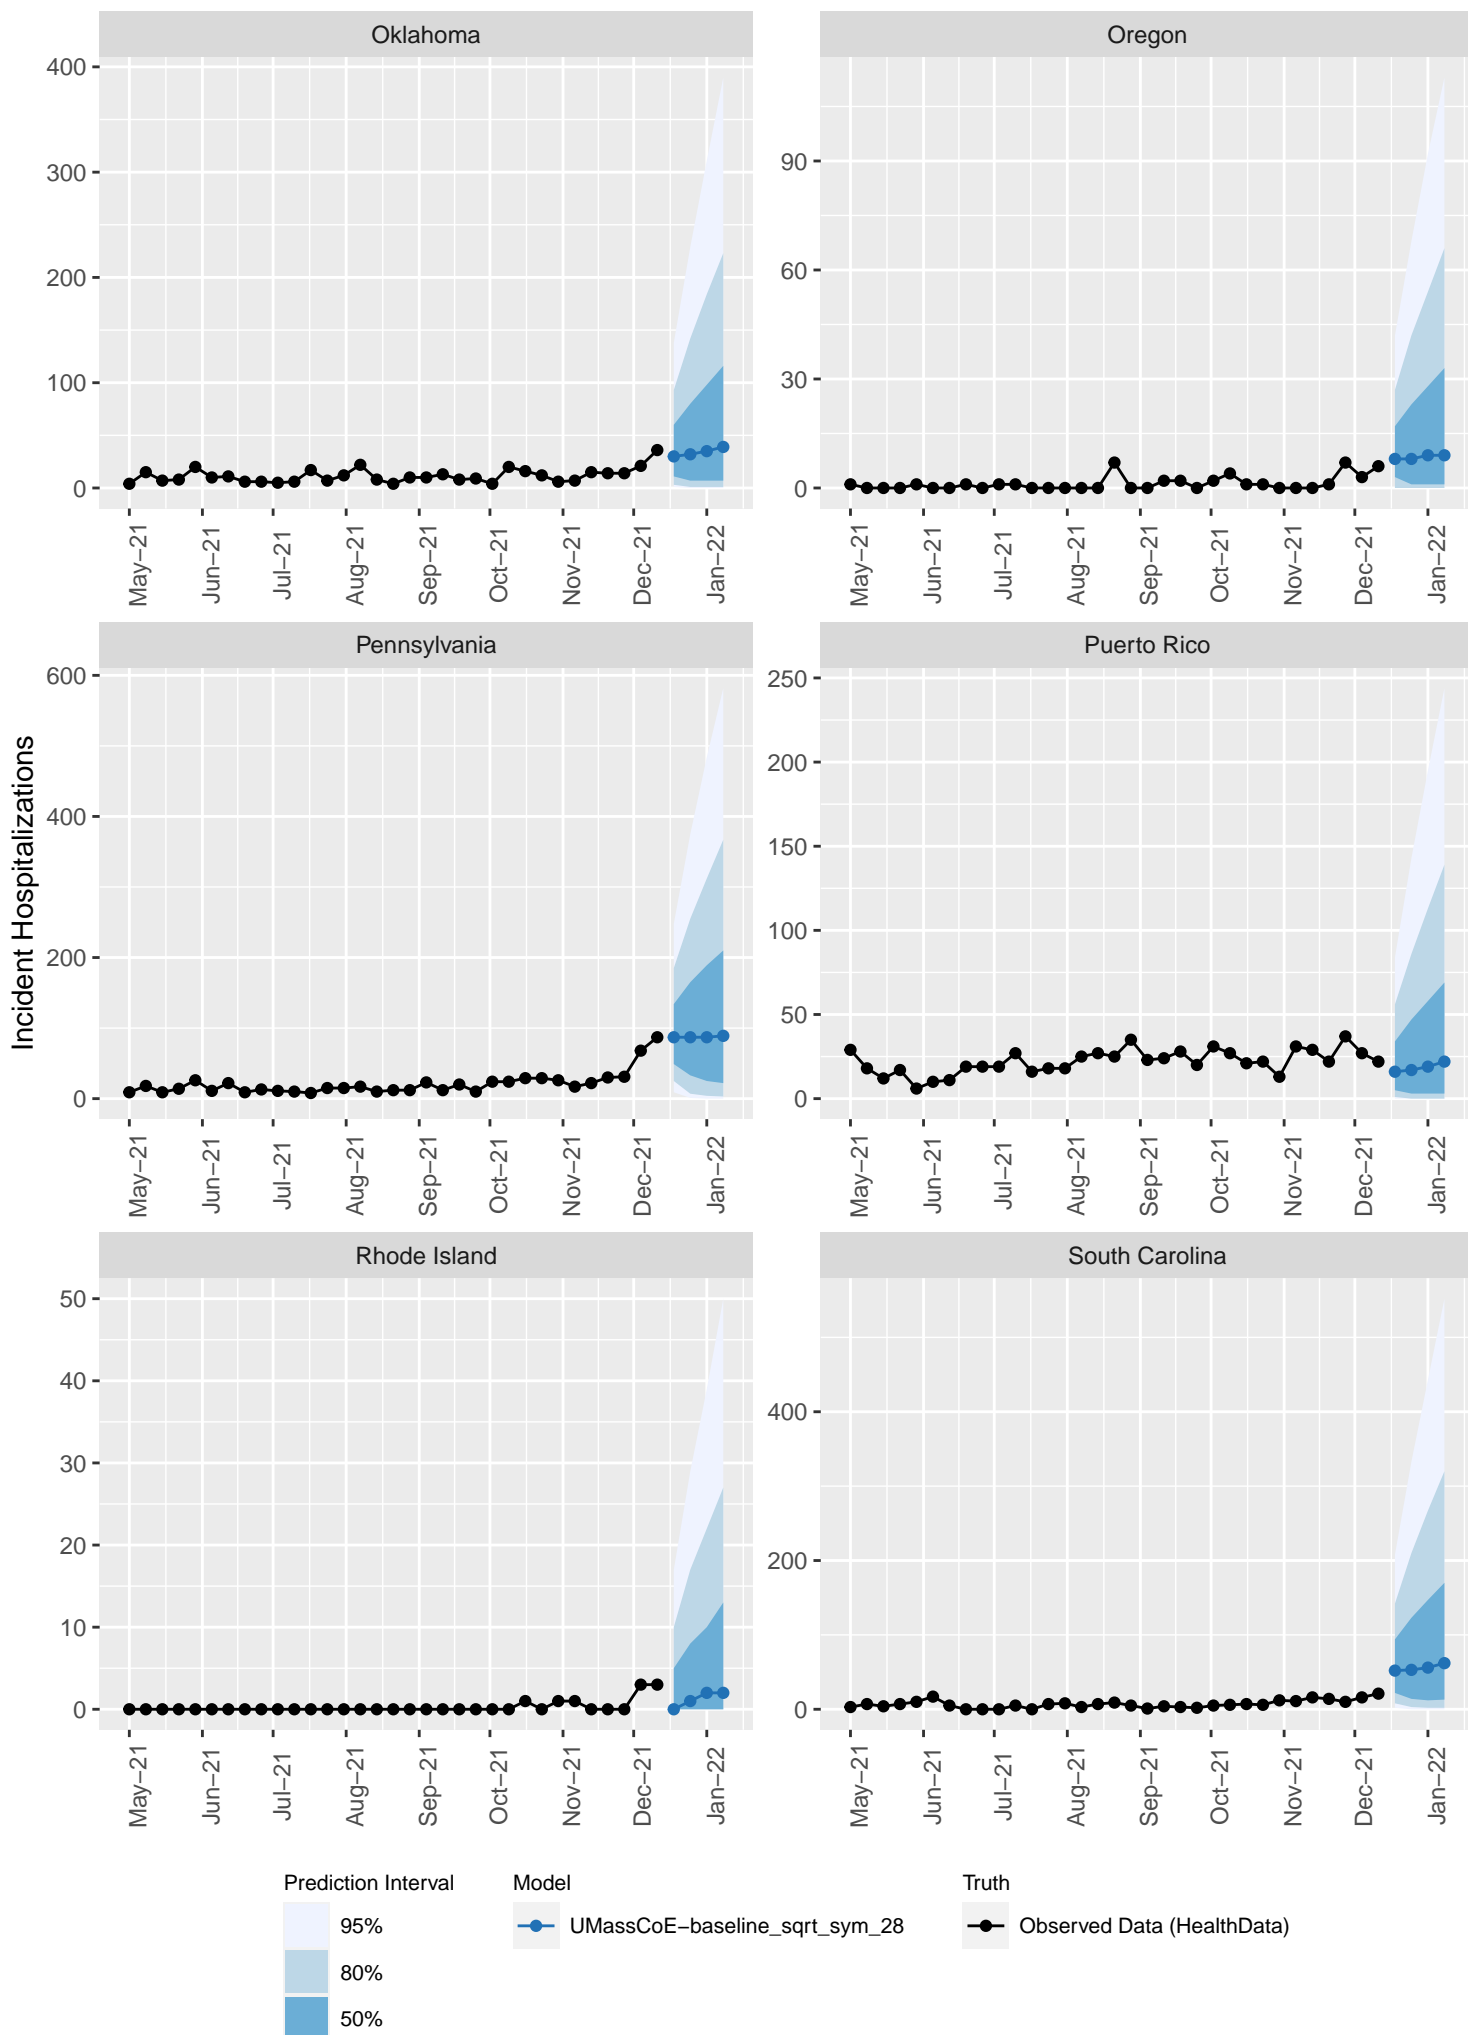 Oklahoma
Oregon
400
300
200
100
0
90
60
30
0
May−21
Jun−21
Jul−21
Aug−21
Sep−21
Oct−21
Nov−21
Dec−21
Jan−22
May−21
Jun−21
Jul−21
Aug−21
Sep−21
Oct−21
Nov−21
Dec−21
Jan−22
Incident Hospitalizations
Pennsylvania
Puerto Rico
600
400
200
0
250
200
150
100
50
0
May−21
Jun−21
Jul−21
Aug−21
Sep−21
Oct−21
Nov−21
Dec−21
Jan−22
May−21
Jun−21
Jul−21
Aug−21
Sep−21
Oct−21
Nov−21
Dec−21
Jan−22
Rhode Island
South Carolina
50
40
30
20
10
0
400
200
0
May−21
Jun−21
Jul−21
Aug−21
Sep−21
Oct−21
Nov−21
Dec−21
Jan−22
May−21
Jun−21
Jul−21
Aug−21
Sep−21
Oct−21
Nov−21
Dec−21
Jan−22
Prediction Interval
95%
80%
50%
Model
UMassCoE−baseline_sqrt_sym_28
Truth
Observed Data (HealthData)